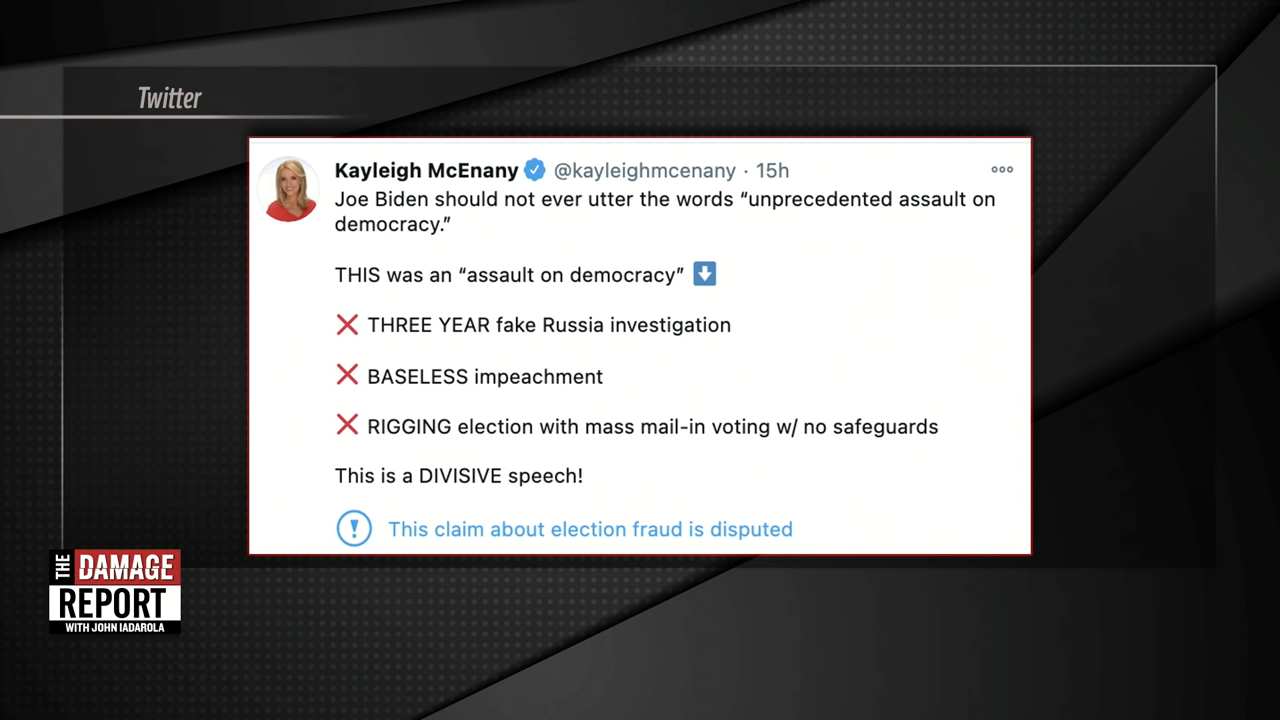 Twitter
Kayleigh McEnany @kayleighmcenany · 15h
Joe Biden should not ever utter the words “unprecedented assault on
democracy.”
THIS was an “assault on democracy” ⬇️
❌ THREE YEAR fake Russia investigation
❌ BASELESS impeachment
❌ RIGGING election with mass mail-in voting w/ no safeguards
This is a DIVISIVE speech!
This claim about election fraud is disputed
THE DAMAGE
REPORT
WITH JOHN IADAROLA